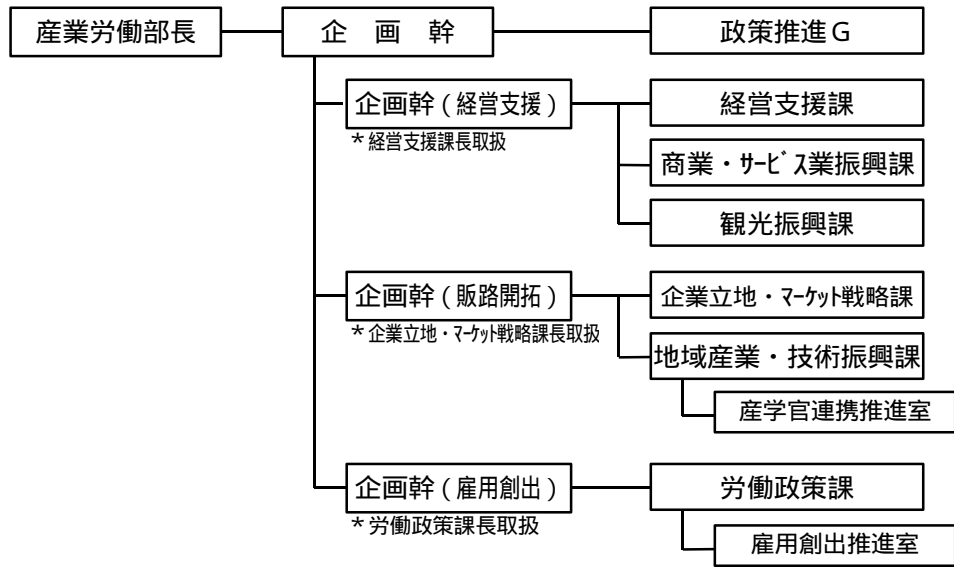 産業労働部長
企　画　幹
政策推進G
企画幹(経営支援)
*経営支援課長取扱
経営支援課
商業・ｻｰﾋﾞｽ業振興課
観光振興課
企画幹(販路開拓)
*企業立地・ﾏｰｹｯﾄ戦略課長取扱
企業立地・ﾏｰｹｯﾄ戦略課
地域産業・技術振興課
産学官連携推進室
企画幹(雇用創出)
*労働政策課長取扱
労働政策課
雇用創出推進室